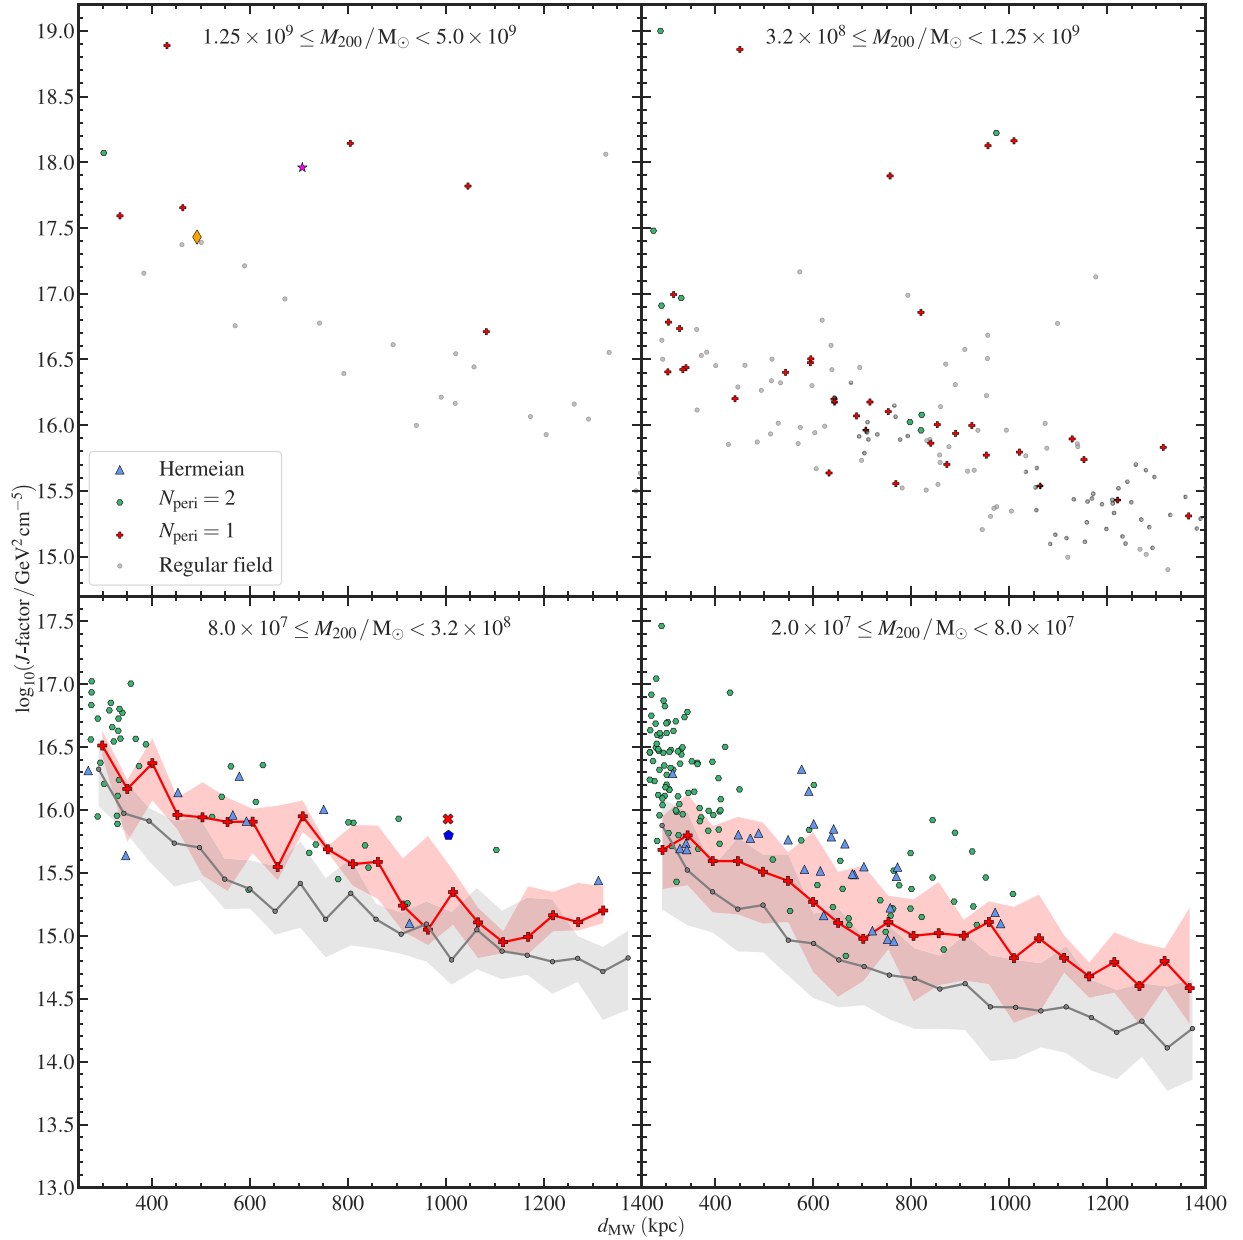 1.25 × 10⁹ ≤ M₂₀₀ / M☉ < 5.0 × 10⁹
3.2 × 10⁸ ≤ M₂₀₀ / M☉ < 1.25 × 10⁹
19.0
18.5
18.0
17.5
17.0
16.5
16.0
15.5
15.0
Hermeian
N_peri = 2
N_peri = 1
Regular field
log₁₀(J-factor / GeV² cm⁻⁵)
8.0 × 10⁷ ≤ M₂₀₀ / M☉ < 3.2 × 10⁸
2.0 × 10⁷ ≤ M₂₀₀ / M☉ < 8.0 × 10⁷
17.5
17.0
16.5
16.0
15.5
15.0
14.5
14.0
13.5
13.0
400 600 800 1000 1200 1400
400 600 800 1000 1200 1400
d_MW (kpc)